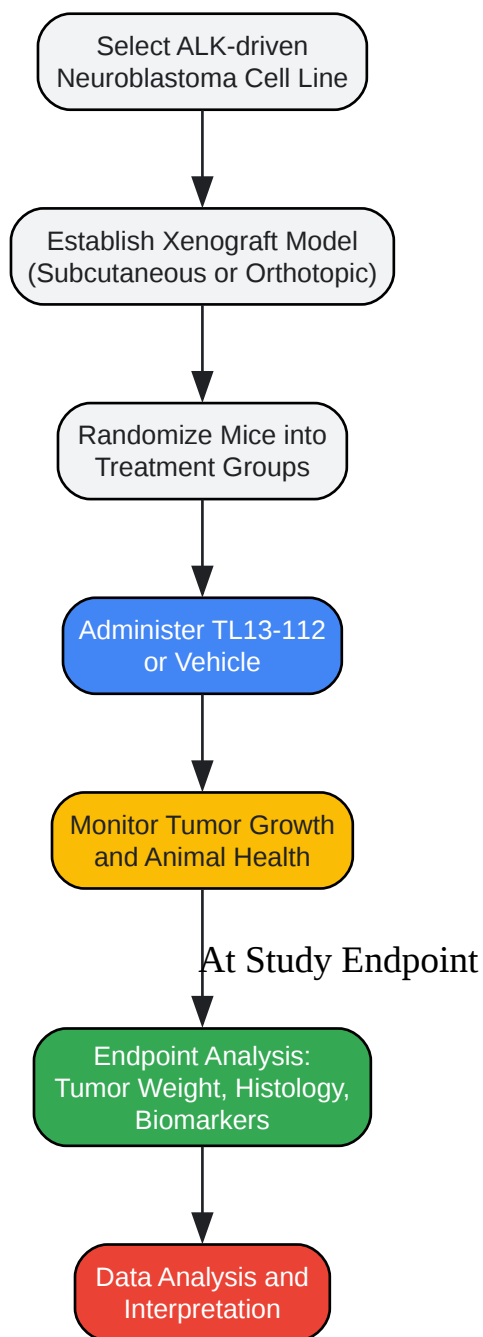 Select ALK-driven
Neuroblastoma Cell Line
Establish Xenograft Model
(Subcutaneous or Orthotopic)
Randomize Mice into
Treatment Groups
Administer TL13-112
or Vehicle
Monitor Tumor Growth
and Animal Health
At Study Endpoint
Endpoint Analysis:
Tumor Weight, Histology,
Biomarkers
Data Analysis and
Interpretation